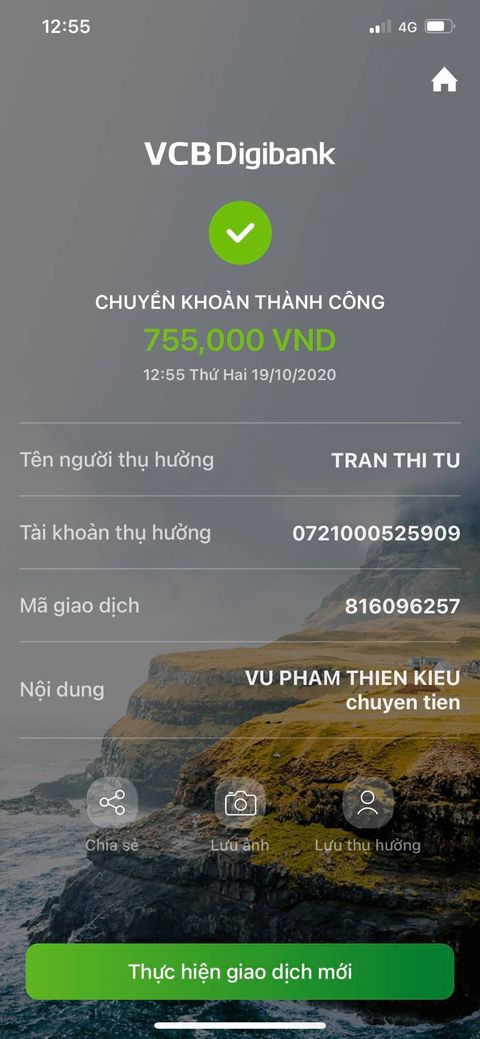 12:55
4G
VCB Digibank
CHUYỂN KHOẢN THÀNH CÔNG
755,000 VND
12:55 Thứ Hai 19/10/2020
Tên người thụ hưởng
TRAN THI TU
Tài khoản thụ hưởng
0721000525909
Mã giao dịch
816096257
Nội dung
VU PHAM THIEN KIEU
chuyen tien
Chia sẻ
Lưu ảnh
Lưu thụ hưởng
Thực hiện giao dịch mới